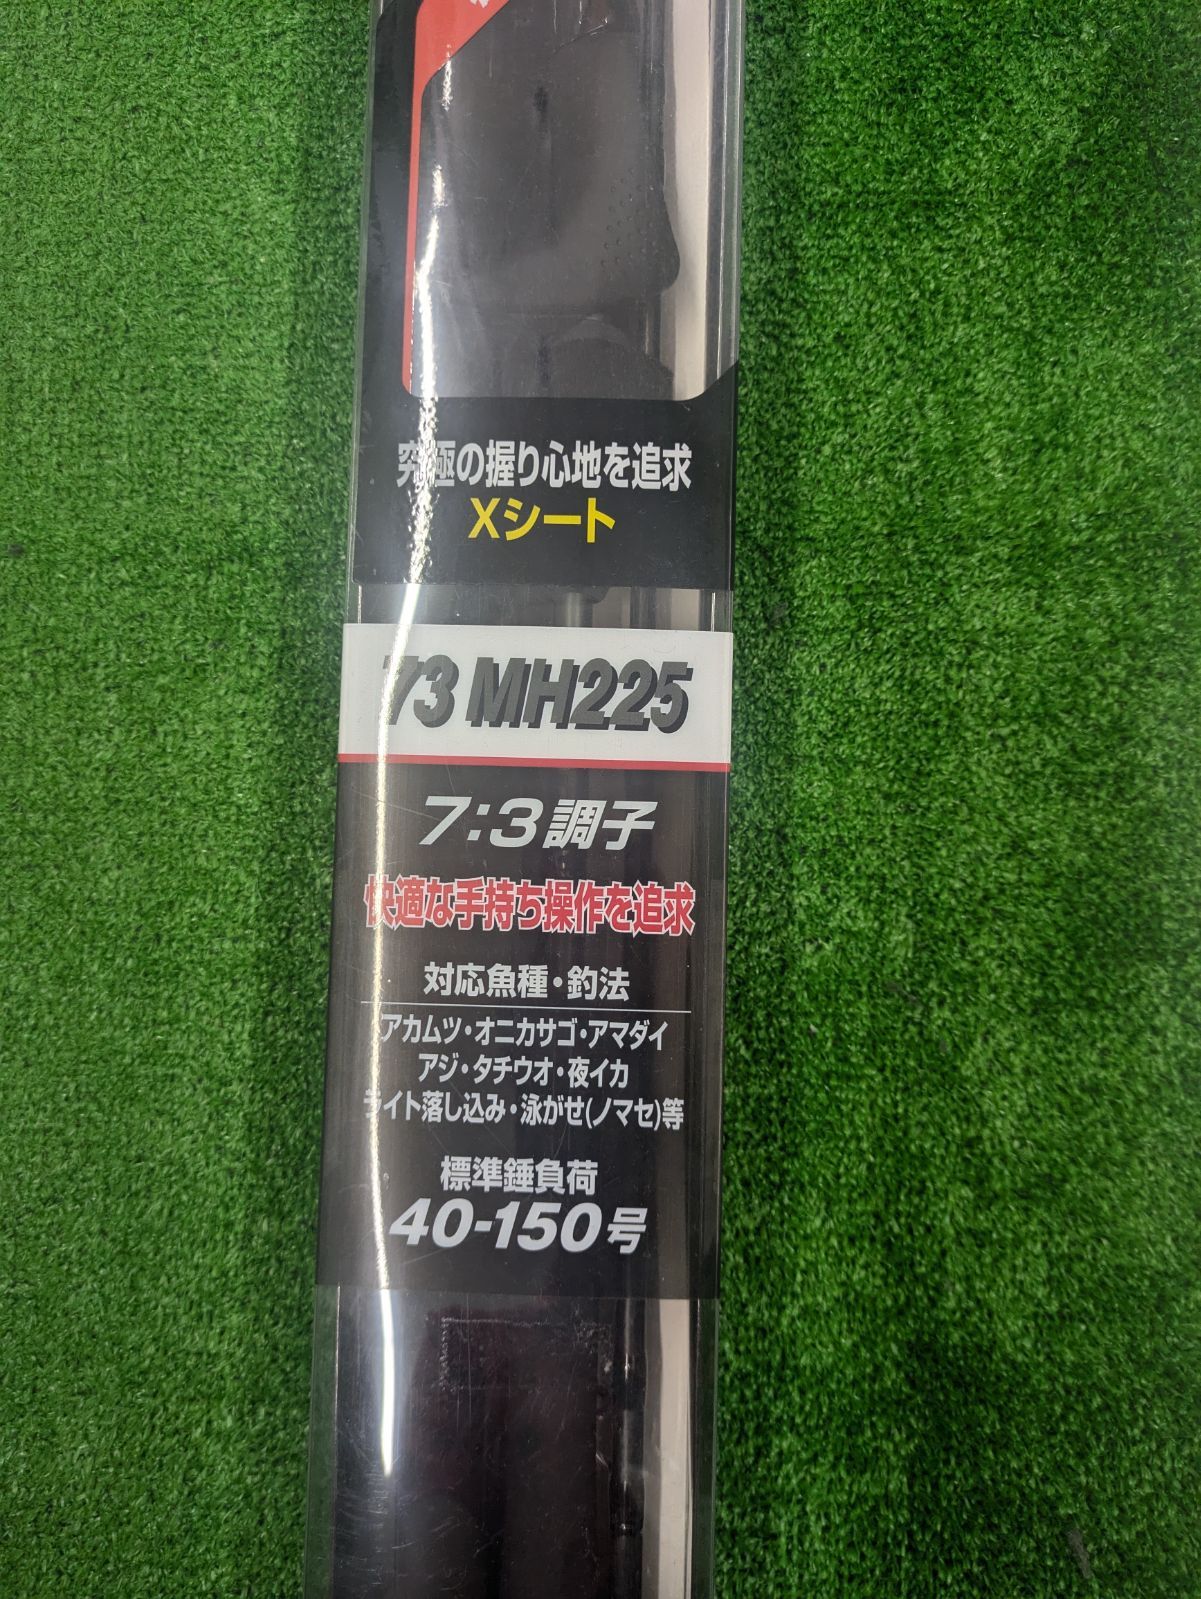 究極の握り心地を追求
Xシート
73 MH225
7:3調子
快適な手持ち操作を追求
対応魚種・釣法
アカムツ・オニカサゴ・アマダイ
アジ・タチウオ・夜イカ
ライト落し込み・泳がせ(ノマセ)等
標準錘負荷
40-150号